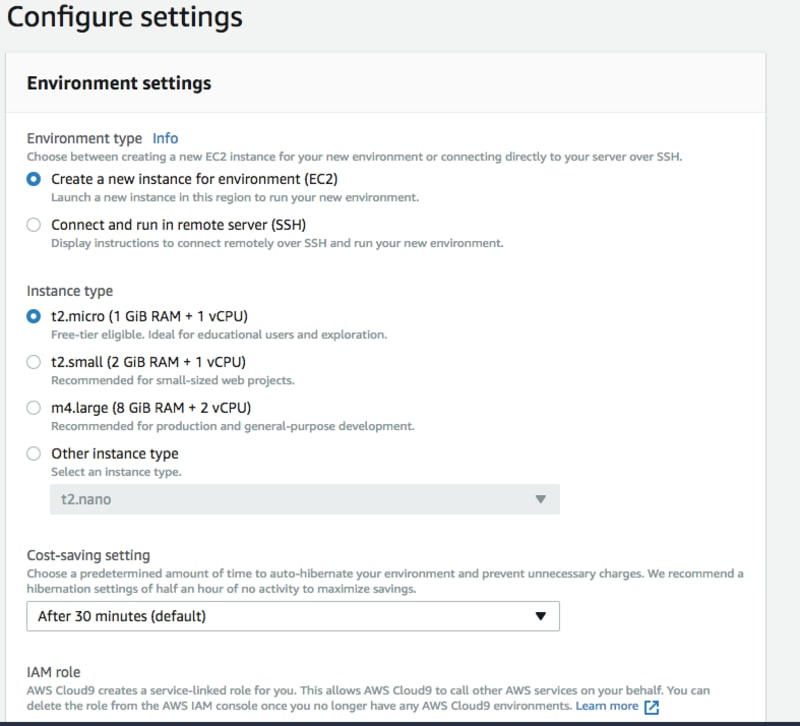 Configure settings
Environment settings
Environment type Info
Choose between creating a new EC2 instance for your new environment or connecting directly to your server over SSH.
Create a new instance for environment (EC2)
Launch a new instance in this region to run your new environment.
Connect and run in remote server (SSH)
Display instructions to connect remotely over SSH and run your new environment.
Instance type
t2.micro (1 GiB RAM + 1 vCPU)
Free-tier eligible. Ideal for educational users and exploration.
t2.small (2 GiB RAM + 1 vCPU)
Recommended for small-sized web projects.
m4.large (8 GiB RAM + 2 vCPU)
Recommended for production and general-purpose development.
Other instance type
Select an instance type.
t2.nano
Cost-saving setting
Choose a predetermined amount of time to auto-hibernate your environment and prevent unnecessary charges. We recommend a
hibernation settings of half an hour of no activity to maximize savings.
After 30 minutes (default)
IAM role
AWS Cloud9 creates a service-linked role for you. This allows AWS Cloud9 to call other AWS services on your behalf. You can
delete the role from the AWS IAM console once you no longer have any AWS Cloud9 environments. Learn more